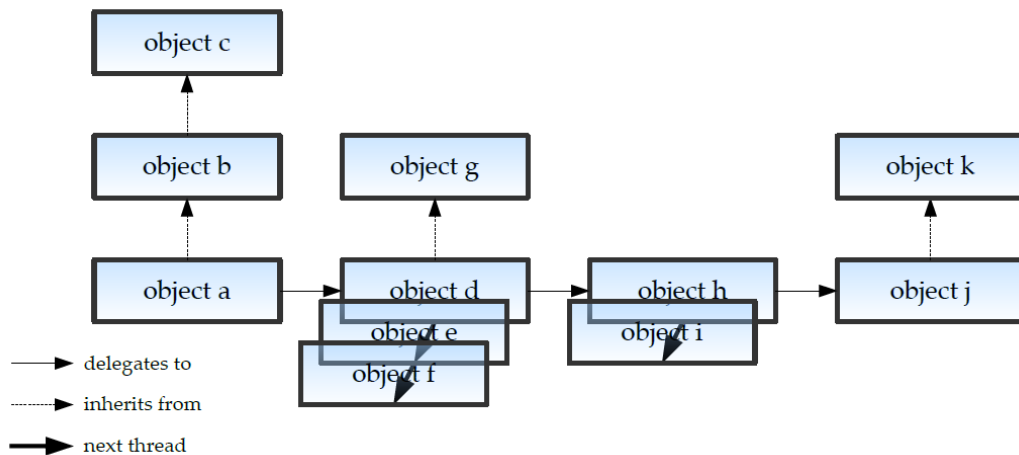 object c
object b
object g
object k
object a
object d
object h
object j
object e
object i
object f
delegates to
inherits from
next thread